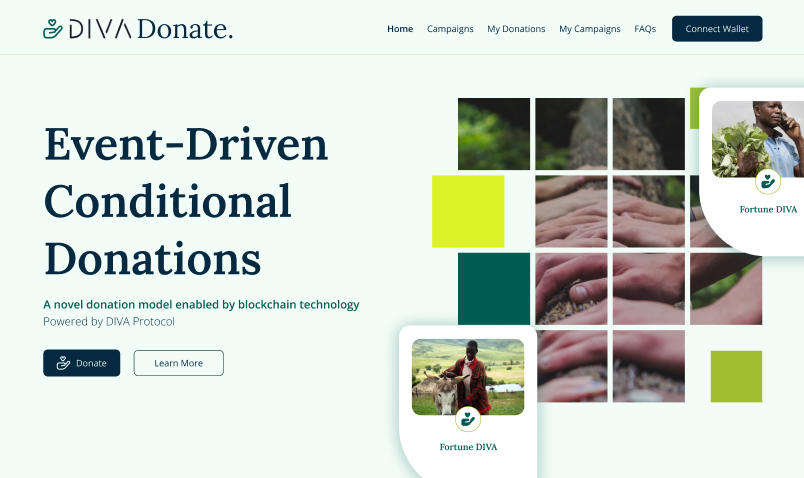 DIVA Donate.
Home Campaigns My Donations My Campaigns FAQs Connect Wallet
Event-Driven
Conditional
Donations
A novel donation model enabled by blockchain technology
Powered by DIVA Protocol
Donate Learn More
Fortune DIVA
Fortune DIVA